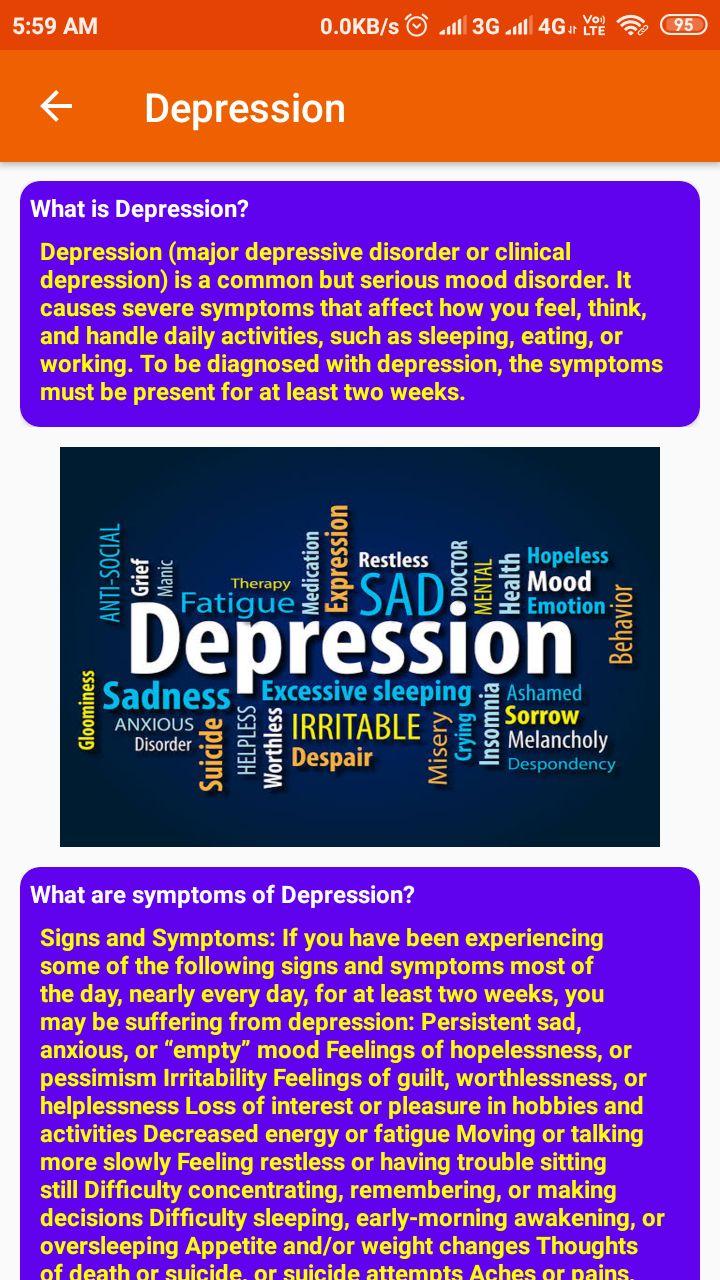 5:59 AM 0.0KB/s 3G 4G Vo) LTE 95
Depression
What is Depression?
Depression (major depressive disorder or clinical
depression) is a common but serious mood disorder. It
causes severe symptoms that affect how you feel, think,
and handle daily activities, such as sleeping, eating, or
working. To be diagnosed with depression, the symptoms
must be present for at least two weeks.
ANTI-SOCIAL
Grief
Manic
Therapy
Fatigue
Medication
Expression
Restless
SAD
DOCTOR
MENTAL
Health
Hopeless
Mood
Emotion
Behavior
Depression
Gloominess
Sadness
Excessive sleeping
ANXIOUS
Disorder
Suicide
HELPLESS
Worthless
IRRITABLE
Despair
Misery
Crying
Insomnia
Ashamed
Sorrow
Melancholy
Despondency
What are symptoms of Depression?
Signs and Symptoms: If you have been experiencing
some of the following signs and symptoms most of
the day, nearly every day, for at least two weeks, you
may be suffering from depression: Persistent sad,
anxious, or “empty” mood Feelings of hopelessness, or
pessimism Irritability Feelings of guilt, worthlessness, or
helplessness Loss of interest or pleasure in hobbies and
activities Decreased energy or fatigue Moving or talking
more slowly Feeling restless or having trouble sitting
still Difficulty concentrating, remembering, or making
decisions Difficulty sleeping, early-morning awakening, or
oversleeping Appetite and/or weight changes Thoughts
of death or suicide, or suicide attempts Aches or pains,